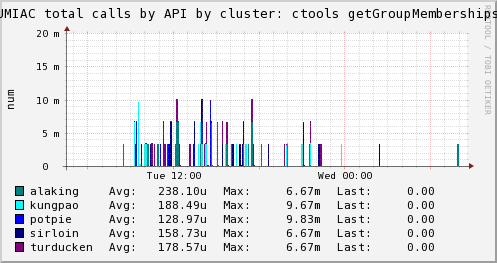 UMIAC total calls by API by cluster: ctools getGroupMemberships
RRDTOOL / TOBI OETIKER
20 m
15 m
10 m
5 m
0
num
Tue 12:00 Wed 00:00
alaking Avg: 238.10u Max: 6.67m Last: 0.00
kungpao Avg: 188.49u Max: 9.67m Last: 0.00
potpie Avg: 128.97u Max: 9.83m Last: 0.00
sirloin Avg: 158.73u Max: 6.67m Last: 0.00
turducken Avg: 178.57u Max: 6.67m Last: 0.00